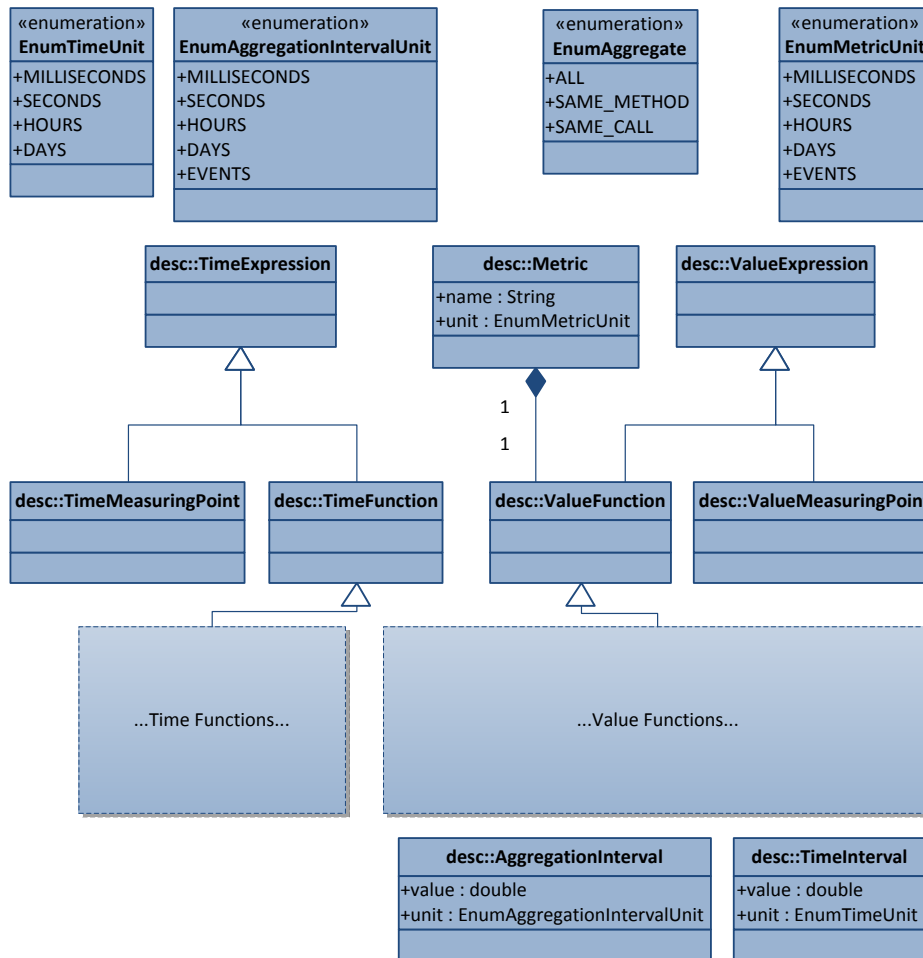 «enumeration»
EnumTimeUnit
+MILLISECONDS
+SECONDS
+HOURS
+DAYS
«enumeration»
EnumAggregationIntervalUnit
+MILLISECONDS
+SECONDS
+HOURS
+DAYS
+EVENTS
«enumeration»
EnumAggregate
+ALL
+SAME_METHOD
+SAME_CALL
«enumeration»
EnumMetricUnit
+MILLISECONDS
+SECONDS
+HOURS
+DAYS
+EVENTS
desc::TimeExpression
desc::Metric
+name : String
+unit : EnumMetricUnit
desc::ValueExpression
1
1
desc::TimeMeasuringPoint
desc::TimeFunction
desc::ValueFunction
desc::ValueMeasuringPoin
...Time Functions...
...Value Functions...
desc::AggregationInterval
+value : double
+unit : EnumAggregationIntervalUnit
desc::TimeInterval
+value : double
+unit : EnumTimeUnit